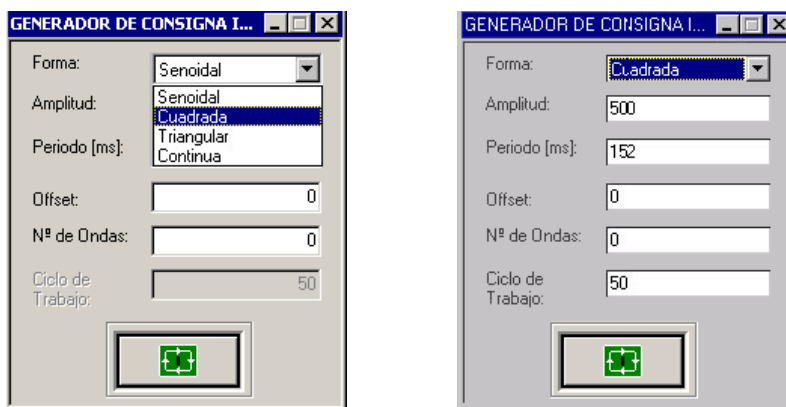 GENERADOR DE CONSIGNA I...
Forma:
Senoidal
Senoidal
Cuadrada
Triangular
Continua
Amplitud:
Periodo [ms]:
Offset:
0
Nº de Ondas:
0
Ciclo de
Trabajo:
50
GENERADOR DE CONSIGNA I...
Forma:
Cuadrada
Amplitud:
500
Periodo [ms]:
152
Offset:
0
Nº de Ondas:
0
Ciclo de
Trabajo:
50